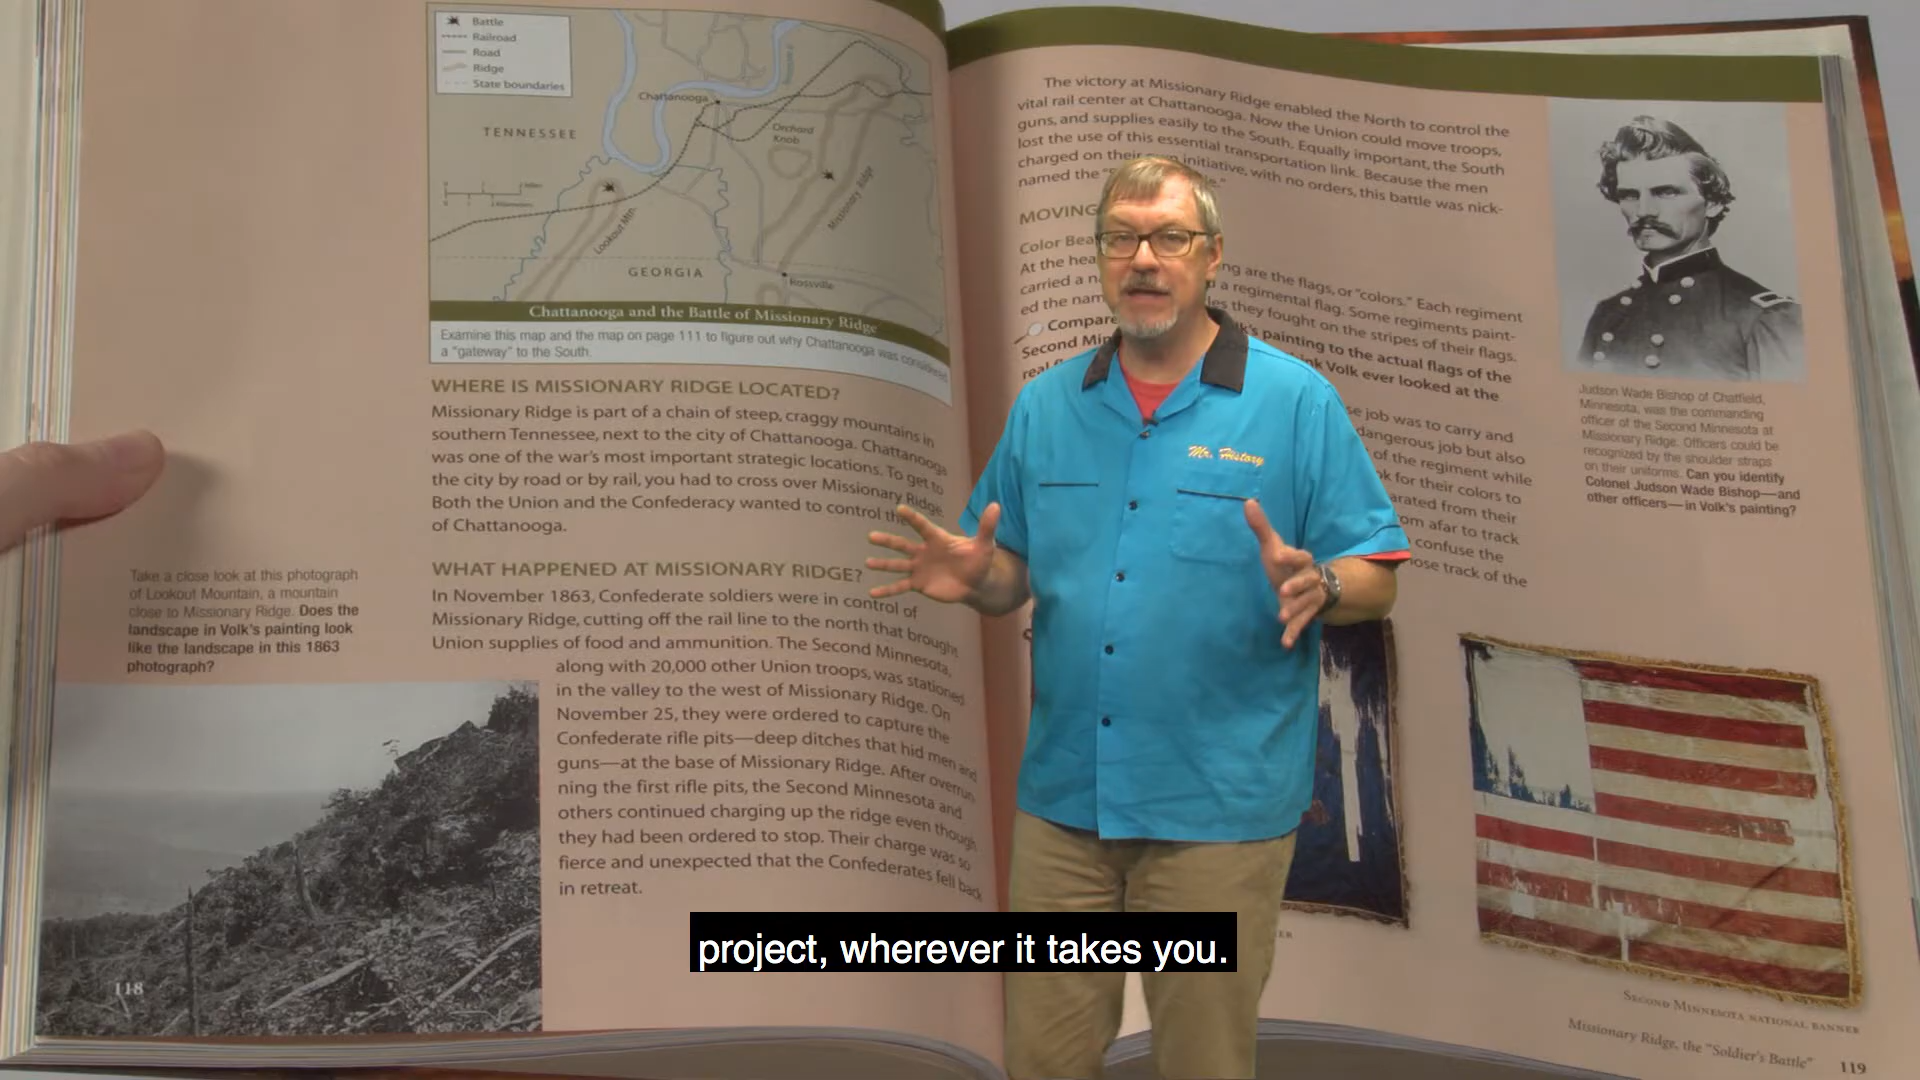 Battle
Railroad
Road
Ridge
State boundaries
TENNESSEE
Chattanooga
Orchard
Knob
Missionary Ridge
Lookout Mtn.
GEORGIA
Rossville
Chattanooga and the Battle of Missionary Ridge
Examine this map and the map on page 111 to figure out why Chattanooga was considered
a "gateway" to the South.
WHERE IS MISSIONARY RIDGE LOCATED?
Missionary Ridge is part of a chain of steep, craggy mountains in
southern Tennessee, next to the city of Chattanooga. Chattanooga
was one of the war's most important strategic locations. To get to
the city by road or by rail, you had to cross over Missionary Ridge.
Both the Union and the Confederacy wanted to control the
of Chattanooga.
WHAT HAPPENED AT MISSIONARY RIDGE?
In November 1863, Confederate soldiers were in control of
Missionary Ridge, cutting off the rail line to the north that brought
Union supplies of food and ammunition. The Second Minnesota,
along with 20,000 other Union troops, was stationed
in the valley to the west of Missionary Ridge. On
November 25, they were ordered to capture the
Confederate rifle pits—deep ditches that hid men and
guns—at the base of Missionary Ridge. After overrun-
ning the first rifle pits, the Second Minnesota and
others continued charging up the ridge even though
they had been ordered to stop. Their charge was so
fierce and unexpected that the Confederates fell back
in retreat.
Take a close look at this photograph
of Lookout Mountain, a mountain
close to Missionary Ridge. Does the
landscape in Volk's painting look
like the landscape in this 1863
photograph?
118
The victory at Missionary Ridge enabled the North to control the
vital rail center at Chattanooga. Now the Union could move troops,
guns, and supplies easily to the South. Equally important, the South
lost the use of this essential transportation link. Because the men
charged on their own initiative, with no orders, this battle was nick-
named the "S le."
MOVING
Color Bea
At the hea ng are the flags, or "colors." Each regiment
carried a n a regimental flag. Some regiments paint-
ed the nam les they fought on the stripes of their flags.
Compare lk's painting to the actual flags of the
Second Min nk Volk ever looked at the
real
se job was to carry and
dangerous job but also
of the regiment while
k for their colors to
arated from their
om afar to track
confuse the
lose track of the
Judson Wade Bishop of Chatfield,
Minnesota, was the commanding
officer of the Second Minnesota at
Missionary Ridge. Officers could be
recognized by the shoulder straps
on their uniforms. Can you identify
Colonel Judson Wade Bishop—and
other officers—in Volk's painting?
Mr. History
project, wherever it takes you.
ER
SECOND MINNESOTA NATIONAL BANNER
Missionary Ridge, the "Soldier's Battle" 119